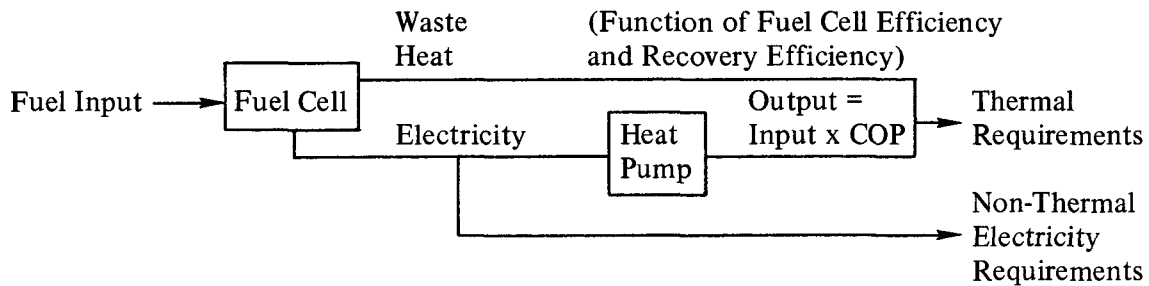 Waste
Heat
(Function of Fuel Cell Efficiency
and Recovery Efficiency)
Fuel Input
Fuel Cell
Electricity
Heat
Pump
Output =
Input x COP
Thermal
Requirements
Non-Thermal
Electricity
Requirements